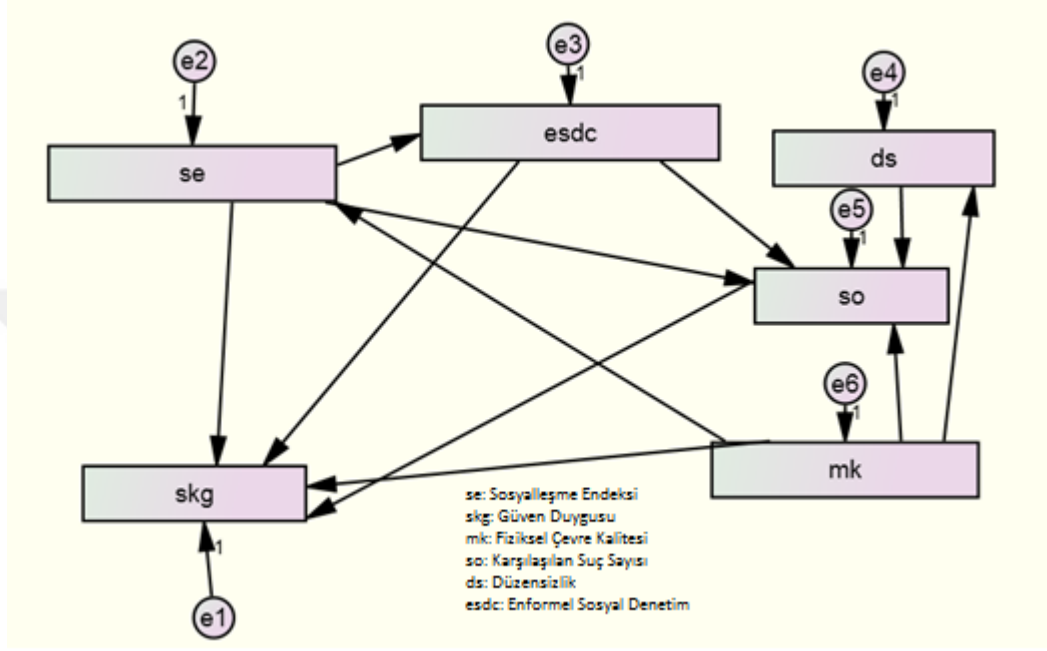 e2
1
e3
1
e4
1
se
esdc
ds
e5
1
so
e6
1
mk
skg
1
e1
se: Sosyalleşme Endeksi
skg: Güven Duygusu
mk: Fiziksel Çevre Kalitesi
so: Karşılaşılan Suç Sayısı
ds: Düzensizlik
esdc: Enformel Sosyal Denetim